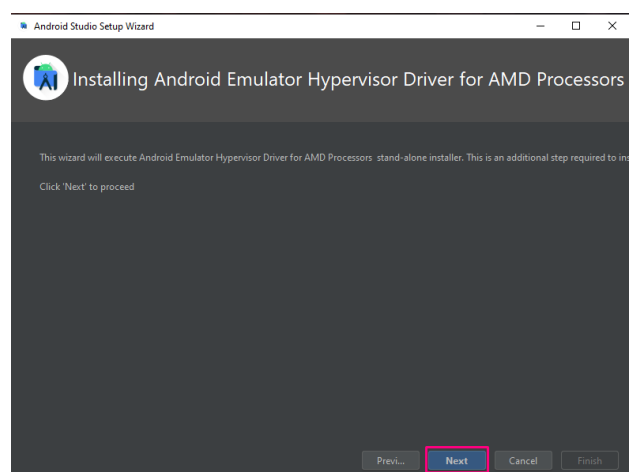 Android Studio Setup Wizard
Installing Android Emulator Hypervisor Driver for AMD Processors
This wizard will execute Android Emulator Hypervisor Driver for AMD Processors stand-alone installer. This is an additional step required to ins
Click 'Next' to proceed
Previ... Next Cancel Finish